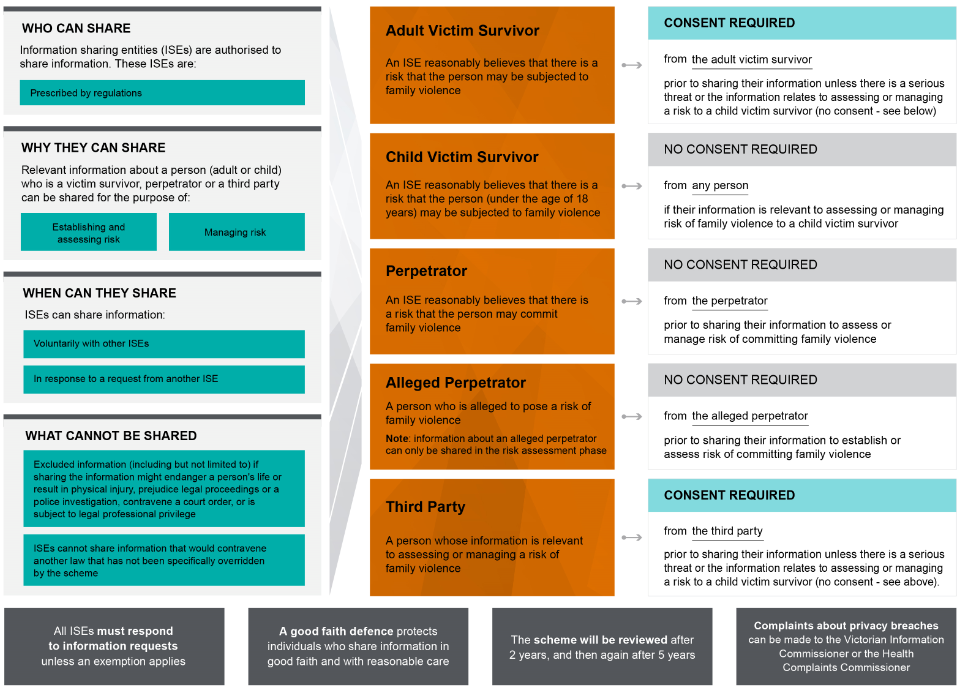 WHO CAN SHARE
Information sharing entities (ISEs) are authorised to
share information. These ISEs are:
Prescribed by regulations
WHY THEY CAN SHARE
Relevant information about a person (adult or child)
who is a victim survivor, perpetrator or a third party
can be shared for the purpose of:
Establishing and
assessing risk
Managing risk
WHEN CAN THEY SHARE
ISEs can share information:
Voluntarily with other ISEs
In response to a request from another ISE
WHAT CANNOT BE SHARED
Excluded information (including but not limited to) if
sharing the information might endanger a person's life or
result in physical injury, prejudice legal proceedings or a
police investigation, contravene a court order, or is
subject to legal professional privilege
ISEs cannot share information that would contravene
another law that has not been specifically overridden
by the scheme
Adult Victim Survivor
An ISE reasonably believes that there is a
risk that the person may be subjected to
family violence
CONSENT REQUIRED
from the adult victim survivor
prior to sharing their information unless there is a serious
threat or the information relates to assessing or managing
a risk to a child victim survivor (no consent - see below)
Child Victim Survivor
An ISE reasonably believes that there is a
risk that the person (under the age of 18
years) may be subjected to family violence
NO CONSENT REQUIRED
from any person
if their information is relevant to assessing or managing
risk of family violence to a child victim survivor
Perpetrator
An ISE reasonably believes that there is
a risk that the person may commit
family violence
NO CONSENT REQUIRED
from the perpetrator
prior to sharing their information to assess or
manage risk of committing family violence
Alleged Perpetrator
A person who is alleged to pose a risk of
family violence
Note: information about an alleged perpetrator
can only be shared in the risk assessment phase
NO CONSENT REQUIRED
from the alleged perpetrator
prior to sharing their information to establish or
assess risk of committing family violence
Third Party
A person whose information is relevant
to assessing or managing a risk of
family violence
CONSENT REQUIRED
from the third party
prior to sharing their information unless there is a serious
threat or the information relates to assessing or managing
a risk to a child victim survivor (no consent - see above).
All ISEs must respond
to information requests
unless an exemption applies
A good faith defence protects
individuals who share information in
good faith and with reasonable care
The scheme will be reviewed after
2 years, and then again after 5 years
Complaints about privacy breaches
can be made to the Victorian Information
Commissioner or the Health
Complaints Commissioner